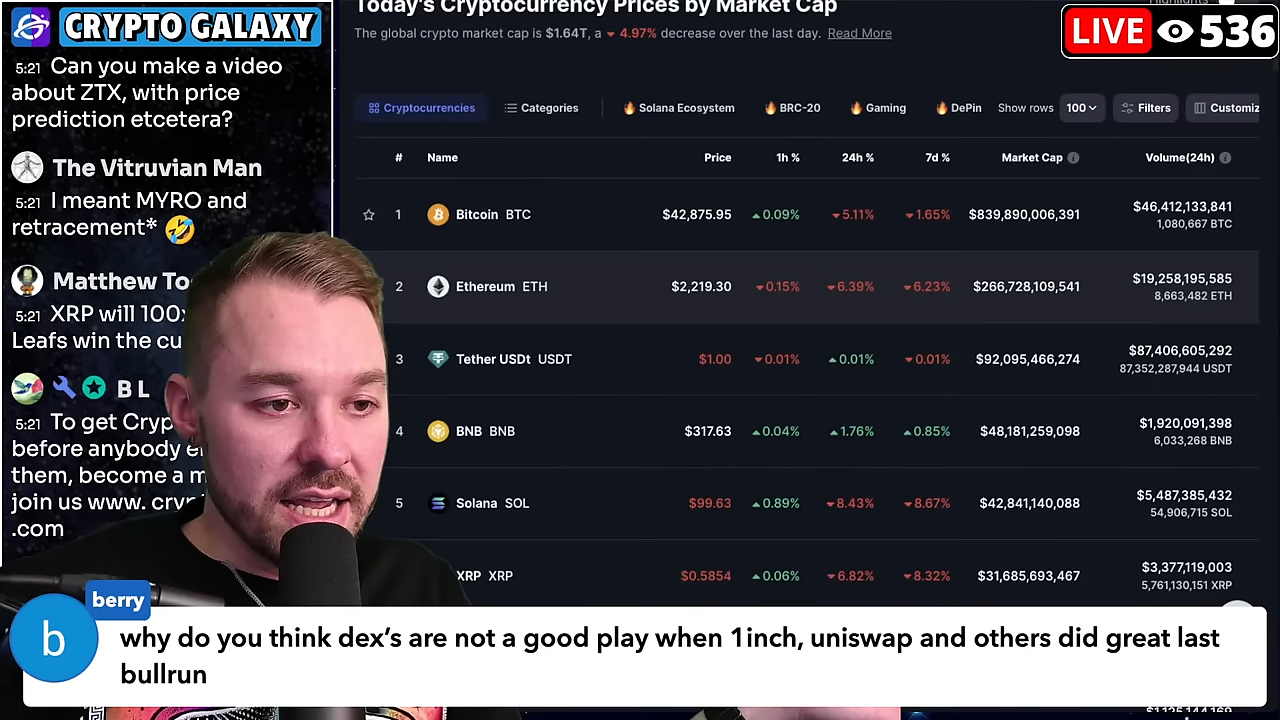 CRYPTO GALAXY
5:21 Can you make a video
about ZTX, with price
prediction etcetera?
The Vitruvian Man
5:21 I meant MYRO and
retracement* 🤣
Matthew To
5:21 XRP will 100x
Leafs win the cu
B L
5:21 To get Cryp
before anybody
them, become a m
join us www. cryp
.com
Today's Cryptocurrency Prices by Market Cap
Highlights
The global crypto market cap is $1.64T, a ▼ 4.97% decrease over the last day. Read More
LIVE 536
Cryptocurrencies Categories Solana Ecosystem BRC-20 Gaming DePin Show rows 100 Filters Customiz
# Name Price 1h % 24h % 7d % Market Cap Volume(24h)
1 Bitcoin BTC $42,875.95 ▲0.09% ▼5.11% ▼1.65% $839,890,006,391 $46,412,133,841
1,080,667 BTC
2 Ethereum ETH $2,219.30 ▼0.15% ▼6.39% ▼6.23% $266,728,109,541 $19,258,195,585
8,663,482 ETH
3 Tether USDt USDT $1.00 ▼0.01% ▲0.01% ▼0.01% $92,095,466,274 $87,406,605,292
87,352,287,944 USDT
4 BNB BNB $317.63 ▲0.04% ▲1.76% ▲0.85% $48,181,259,098 $1,920,091,398
6,033,268 BNB
5 Solana SOL $99.63 ▲0.89% ▼8.43% ▼8.67% $42,841,140,088 $5,487,385,432
54,906,715 SOL
XRP XRP $0.5854 ▲0.06% ▼6.82% ▼8.32% $31,685,693,467 $3,377,119,003
5,761,130,151 XRP
berry
b
why do you think dex's are not a good play when 1inch, uniswap and others did great last
bullrun